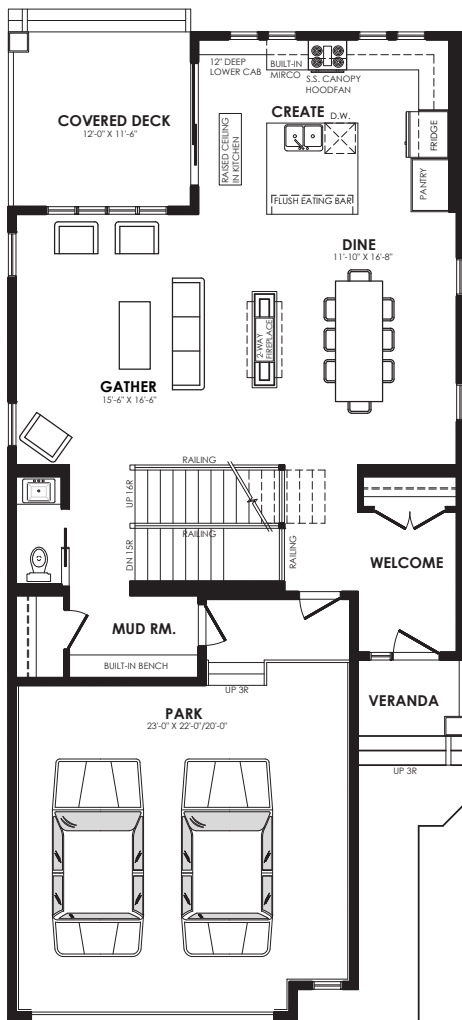 12" DEEP
LOWER CAB
BUILT-IN
MIRCO
S.S. CANOPY
HOODFAN
COVERED DECK
12'-0" X 11'-6"
CREATE
D.W.
RAISED CEILING
IN KITCHEN
FRIDGE
PANTRY
FLUSH EATING BAR
DINE
11'-10" X 16'-8"
2-WAY
FIREPLACE
GATHER
15'-6" X 16'-6"
RAILING
UP 16R
RAILING
DN 15R
RAILING
WELCOME
MUD RM.
BUILT-IN BENCH
UP 3R
VERANDA
PARK
23'-0" X 22'-0"/20'-0"
UP 3R